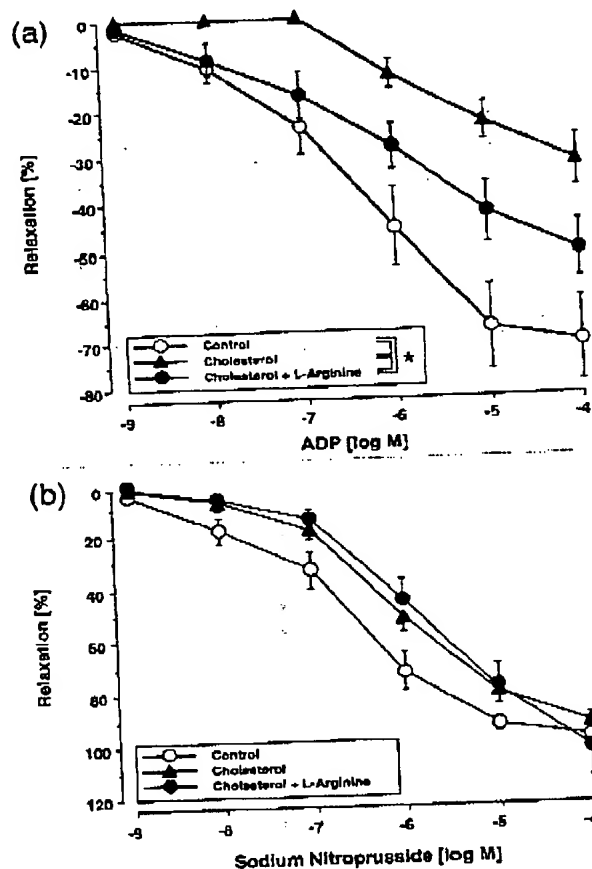 (a)
0
-10
-20
-30
-40
-50
-60
-70
-80
Relaxation [%]
Control
Cholesterol
Cholesterol + L-Arginine
*
-9 -8 -7 -6 -5 -4
ADP [log M]
(b)
0
20
40
60
80
100
120
Relaxation [%]
Control
Cholesterol
Cholesterol + L-Arginine
-9 -8 -7 -6 -5 -4
Sodium Nitroprusside [log M]